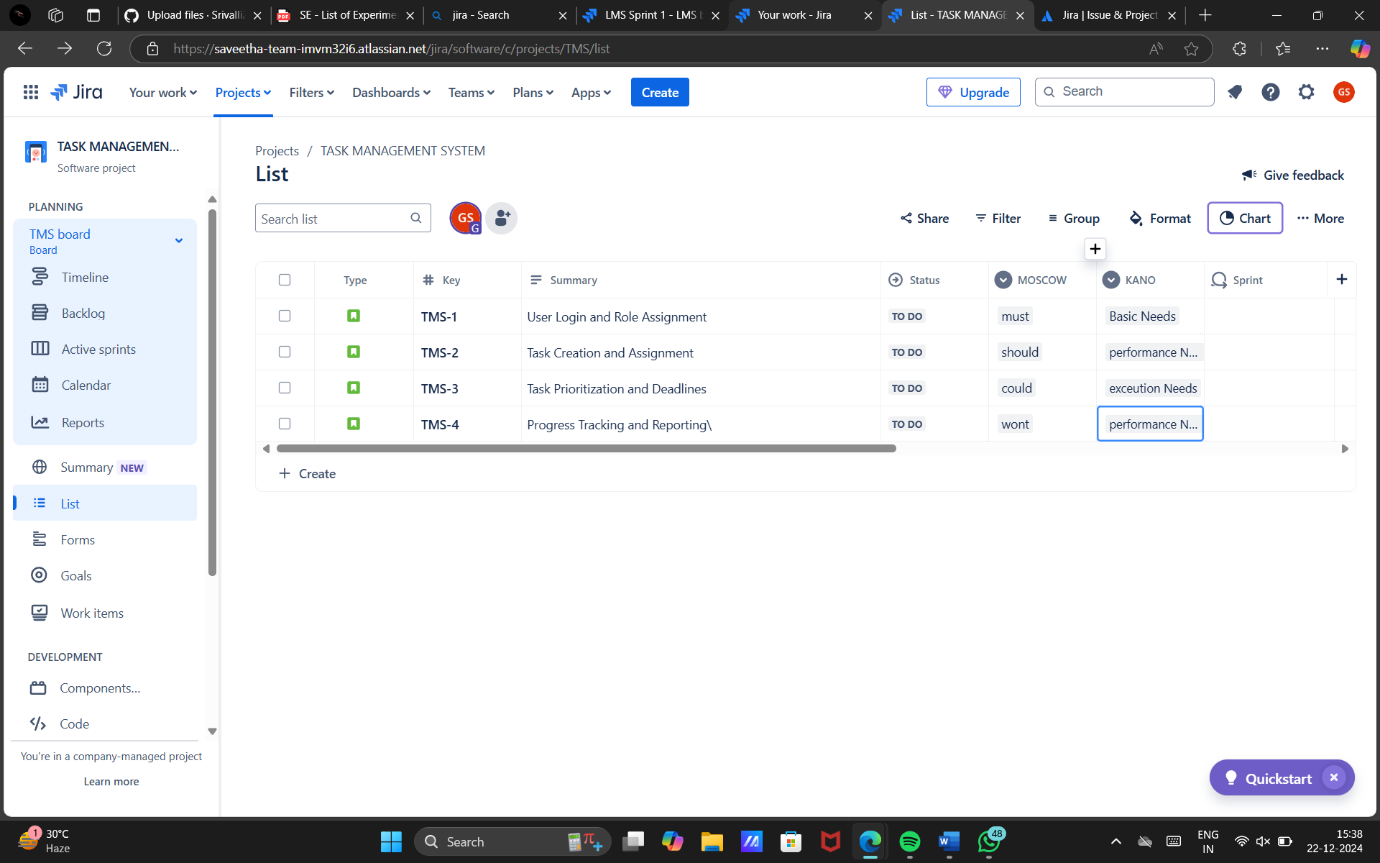 Upload files · Srivalli
SE - List of Experime
jira - Search
LMS Sprint 1 - LMS
Your work - Jira
List - TASK MANAGE
Jira | Issue & Project
https://saveetha-team-imvm32i6.atlassian.net/jira/software/c/projects/TMS/list
Jira
Your work
Projects
Filters
Dashboards
Teams
Plans
Apps
Create
Upgrade
Search
GS
TASK MANAGEMEN...
Software project
PLANNING
TMS board
Board
Timeline
Backlog
Active sprints
Calendar
Reports
Summary NEW
List
Forms
Goals
Work items
DEVELOPMENT
Components...
Code
You're in a company-managed project
Learn more
Projects / TASK MANAGEMENT SYSTEM
List
Give feedback
Search list
GS
G
Share
Filter
Group
Format
Chart
More
Type # Key Summary Status MOSCOW KANO Sprint
TMS-1 User Login and Role Assignment TO DO must Basic Needs
TMS-2 Task Creation and Assignment TO DO should performance N...
TMS-3 Task Prioritization and Deadlines TO DO could exceution Needs
TMS-4 Progress Tracking and Reporting\ TO DO wont performance N...
+ Create
Quickstart
1
30°C
Haze
Search
48
ENG
IN
15:38
22-12-2024